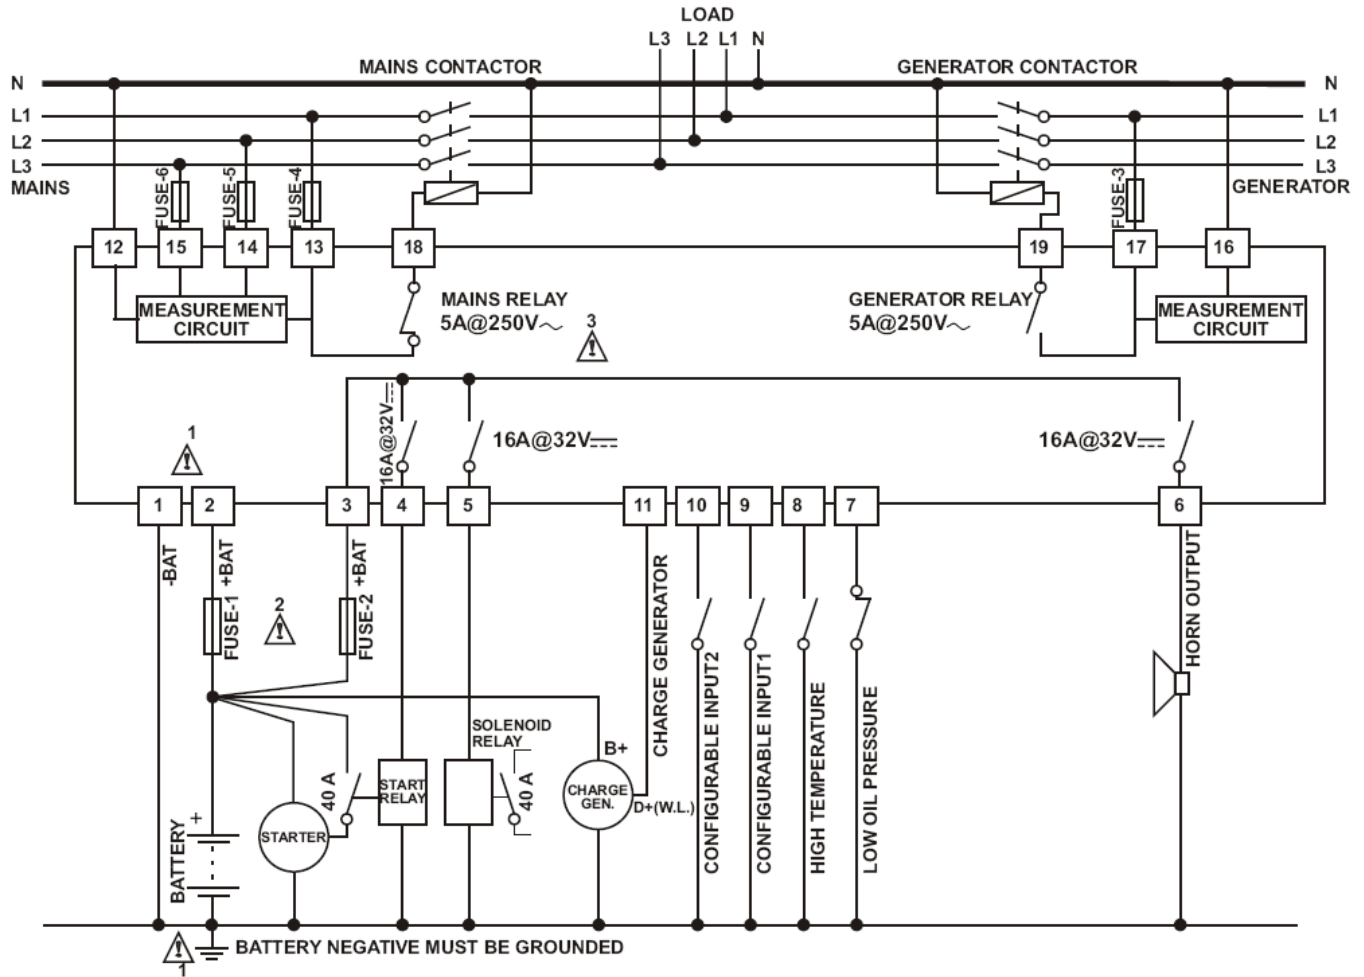 LOAD
L3 L2 L1 N
MAINS CONTACTOR
GENERATOR CONTACTOR
N
N
L1
L1
L2
L2
L3
L3
MAINS
GENERATOR
FUSE-6
FUSE-5
FUSE-4
FUSE-3
12
15
14
13
18
19
17
16
MEASUREMENT
CIRCUIT
MAINS RELAY
5A@250V~
3
GENERATOR RELAY
5A@250V~
MEASUREMENT
CIRCUIT
16A@32V
16A@32V
16A@32V
1
1
2
3
4
5
11
10
9
8
7
6
-BAT
+BAT
FUSE-1
2
+BAT
FUSE-2
CHARGE GENERATOR
CONFIGURABLE INPUT2
CONFIGURABLE INPUT1
HIGH TEMPERATURE
LOW OIL PRESSURE
HORN OUTPUT
SOLENOID
RELAY
B+
40 A
START
RELAY
40 A
CHARGE
GEN.
D+(W.L.)
+
BATTERY
STARTER
1
BATTERY NEGATIVE MUST BE GROUNDED